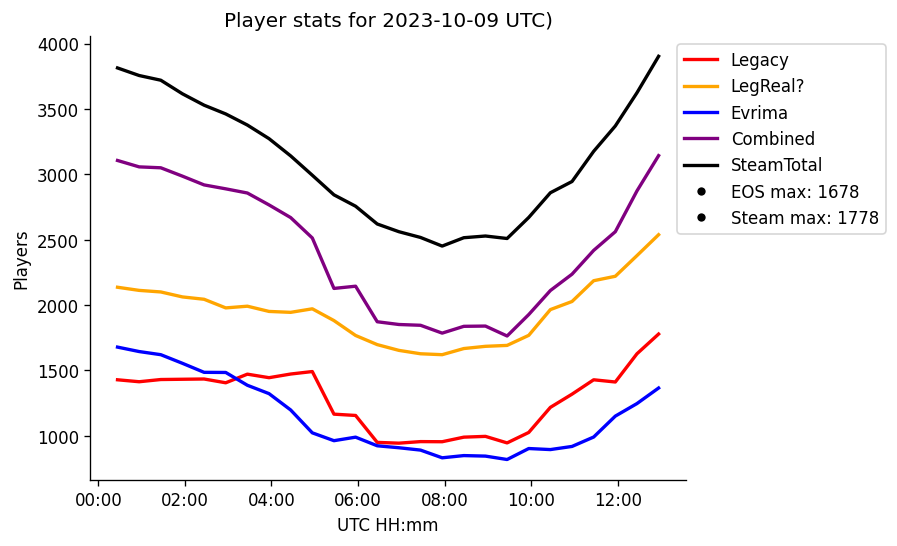 Player stats for 2023-10-09 UTC)
4000
3500
3000
2500
2000
1500
1000
Players
00:00 02:00 04:00 06:00 08:00 10:00 12:00
UTC HH:mm
Legacy
LegReal?
Evrima
Combined
SteamTotal
EOS max: 1678
Steam max: 1778